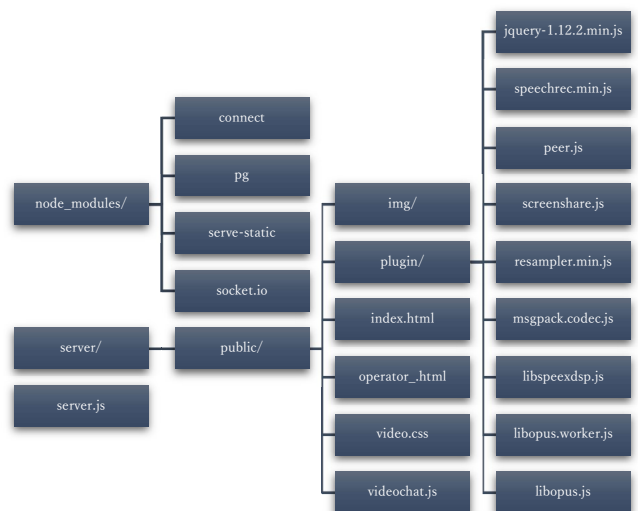 node_modules/
connect
pg
serve-static
socket.io
server/
public/
img/
plugin/
jquery-1.12.2.min.js
speechrec.min.js
peer.js
screenshare.js
resampler.min.js
msgpack.codec.js
libspeexdsp.js
libopus.worker.js
libopus.js
index.html
operator_.html
video.css
videochat.js
server.js